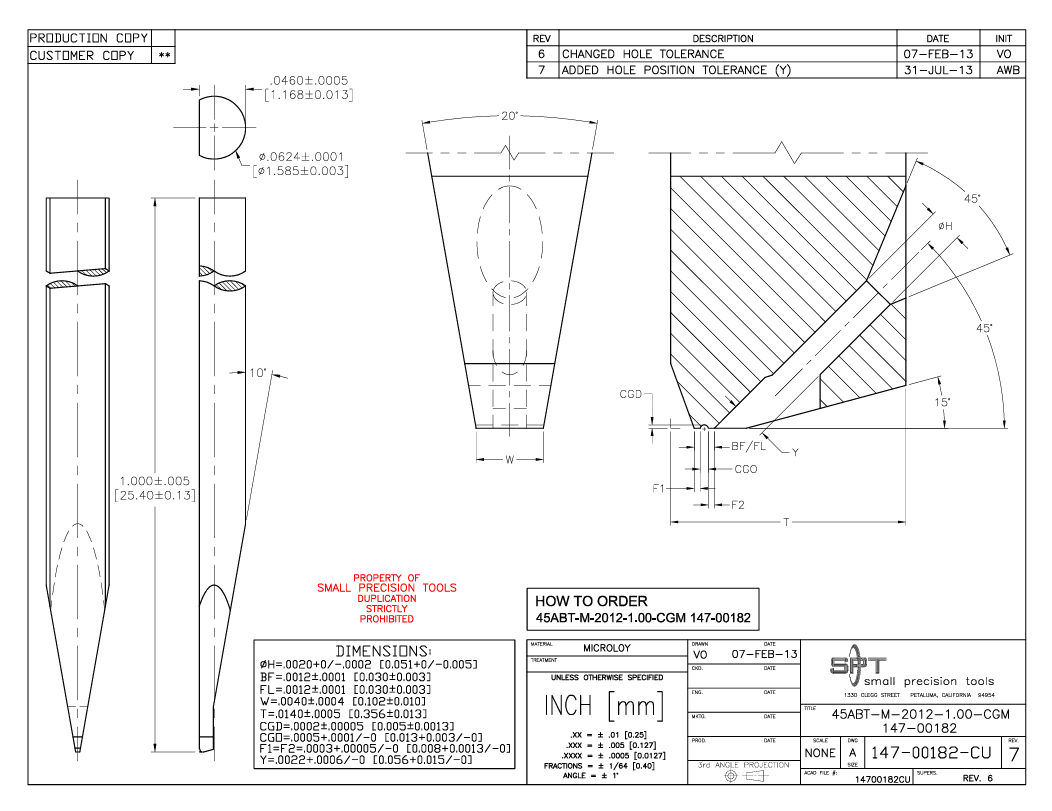 PRODUCTION COPY
CUSTOMER COPY **
REV DESCRIPTION DATE INIT
6 CHANGED HOLE TOLERANCE 07-FEB-13 VO
7 ADDED HOLE POSITION TOLERANCE (Y) 31-JUL-13 AWB
.0460±.0005
[1.168±0.013]
ø.0624±.0001
[ø1.585±0.003]
20°
45°
øH
45°
10°
15°
CGD
BF/FL
Y
CGO
W
F1
F2
T
1.000±.005
[25.40±0.13]
PROPERTY OF
SMALL PRECISION TOOLS
DUPLICATION
STRICTLY
PROHIBITED
HOW TO ORDER
45ABT-M-2012-1.00-CGM 147-00182
DIMENSIONS:
øH=.0020+0/-.0002 [0.051+0/-0.005]
BF=.0012±.0001 [0.030±0.003]
FL=.0012±.0001 [0.030±0.003]
W=.0040±.0004 [0.102±0.010]
T=.0140±.0005 [0.356±0.013]
CGD=.0002±.00005 [0.005±0.0013]
CGO=.0005+.0001/-0 [0.013+0.003/-0]
F1=F2=.0003+.00005/-0 [0.008+0.0013/-0]
Y=.0022+.0006/-0 [0.056+0.015/-0]
MATERIAL MICROLOY
TREATMENT
UNLESS OTHERWISE SPECIFIED
INCH [mm]
.XX = ± .01 [0.25]
.XXX = ± .005 [0.127]
.XXXX = ± .0005 [0.0127]
FRACTIONS = ± 1/64 [0.40]
ANGLE = ± 1°
DRAWN DATE
VO 07-FEB-13
CKD. DATE
ENG. DATE
MKTG. DATE
PROD. DATE
3rd ANGLE PROJECTION
SPT
small precision tools
1330 CLEGG STREET PETALUMA, CALIFORNIA 94954
TITLE
45ABT-M-2012-1.00-CGM
147-00182
SCALE NONE
DWG A SIZE
147-00182-CU
REV. 7
ACAD FILE #: 14700182CU
SUPERS. REV. 6